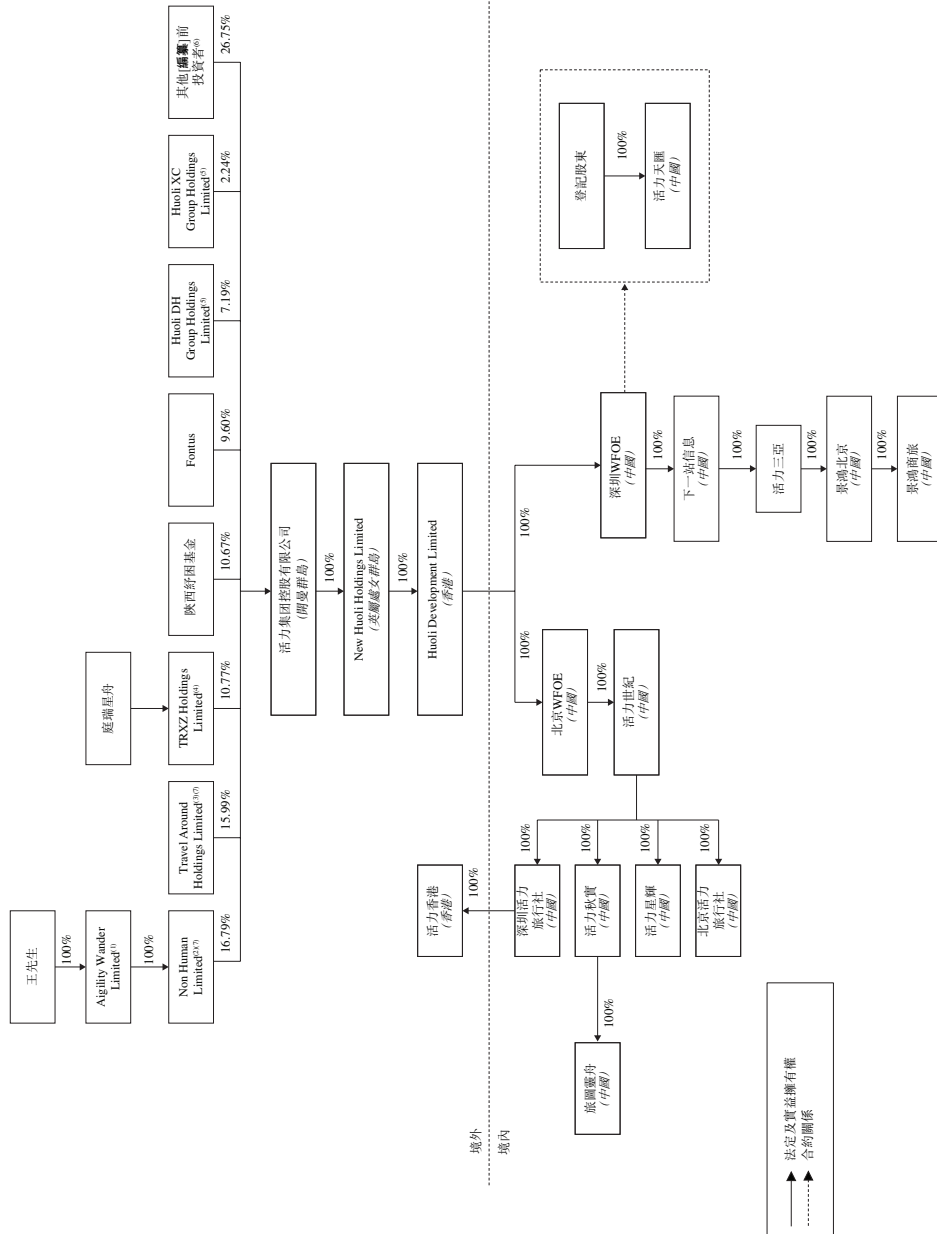 王先生
100%
Aigility Wander
Limited(1)
100%
Non Human
Limited(2)(7)
16.79%
Travel Around
Holdings Limited(3)(7)
15.99%
庭瑞星舟
TRXZ Holdings
Limited(4)
10.77%
陝西紓困基金
10.67%
Fontus
9.60%
Huoli DH
Group Holdings
Limited(5)
7.19%
Huoli XC
Group Holdings
Limited(5)
2.24%
其他[編纂]前
投資者(6)
26.75%
活力集团控股有限公司
(開曼群島)
100%
New Huoli Holdings Limited
(英屬處女群島)
100%
Huoli Development Limited
(香港)
境外
境內
100%
100%
北京WFOE
(中國)
100%
活力世紀
(中國)
深圳WFOE
(中國)
100%
下一站信息
(中國)
100%
活力三亞
100%
景鴻北京
(中國)
100%
景鴻商旅
(中國)
登記股東
100%
活力天匯
(中國)
活力香港
(香港)
100%
100%
深圳活力
旅行社
(中國)
100%
活力秋實
(中國)
100%
活力星輝
(中國)
100%
北京活力
旅行社
(中國)
100%
旅圖靈舟
(中國)
法定及實益擁有權
合約關係